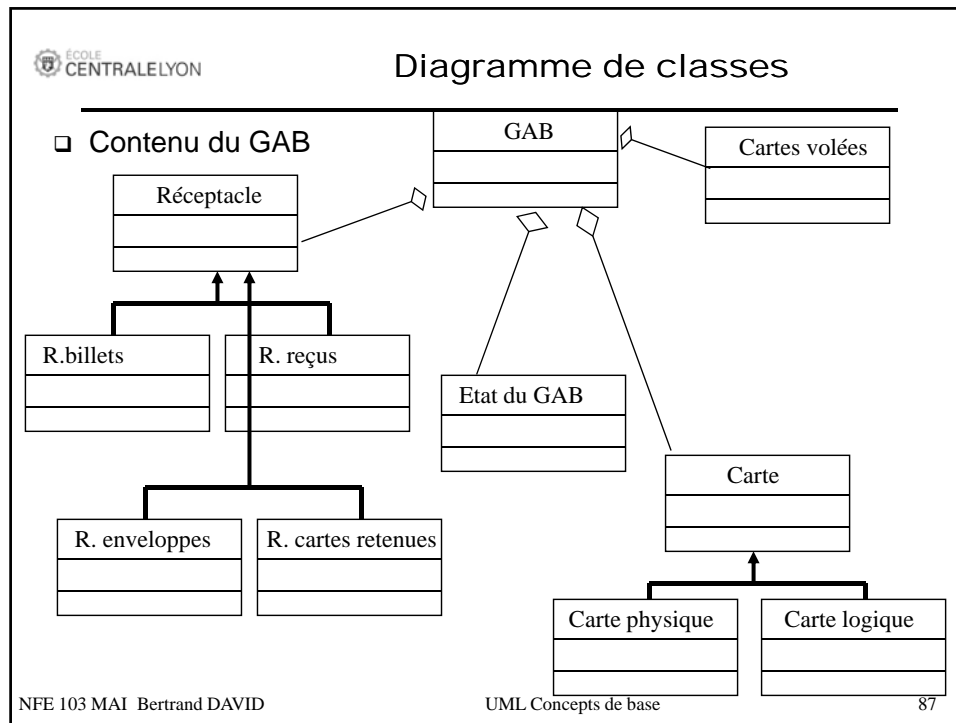 ÉCOLE
CENTRALELYON
Diagramme de classes
❑ Contenu du GAB
GAB
Cartes volées
Réceptacle
R.billets
R. reçus
Etat du GAB
Carte
R. enveloppes
R. cartes retenues
Carte physique
Carte logique
NFE 103 MAI Bertrand DAVID
UML Concepts de base
87